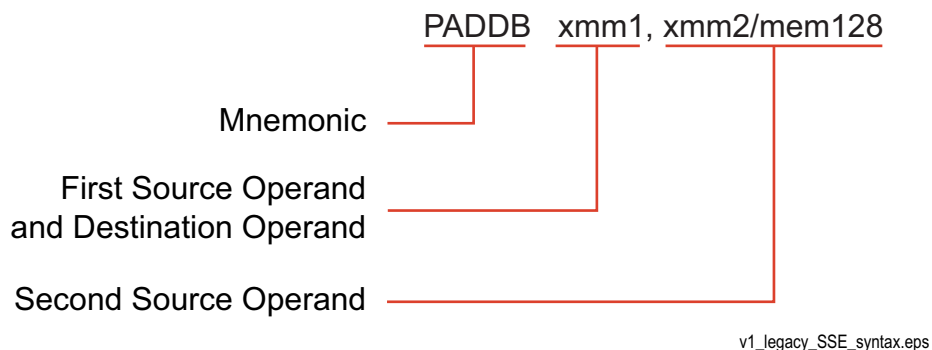 PADDB xmm1, xmm2/mem128
Mnemonic
First Source Operand
and Destination Operand
Second Source Operand
v1_legacy_SSE_syntax.eps